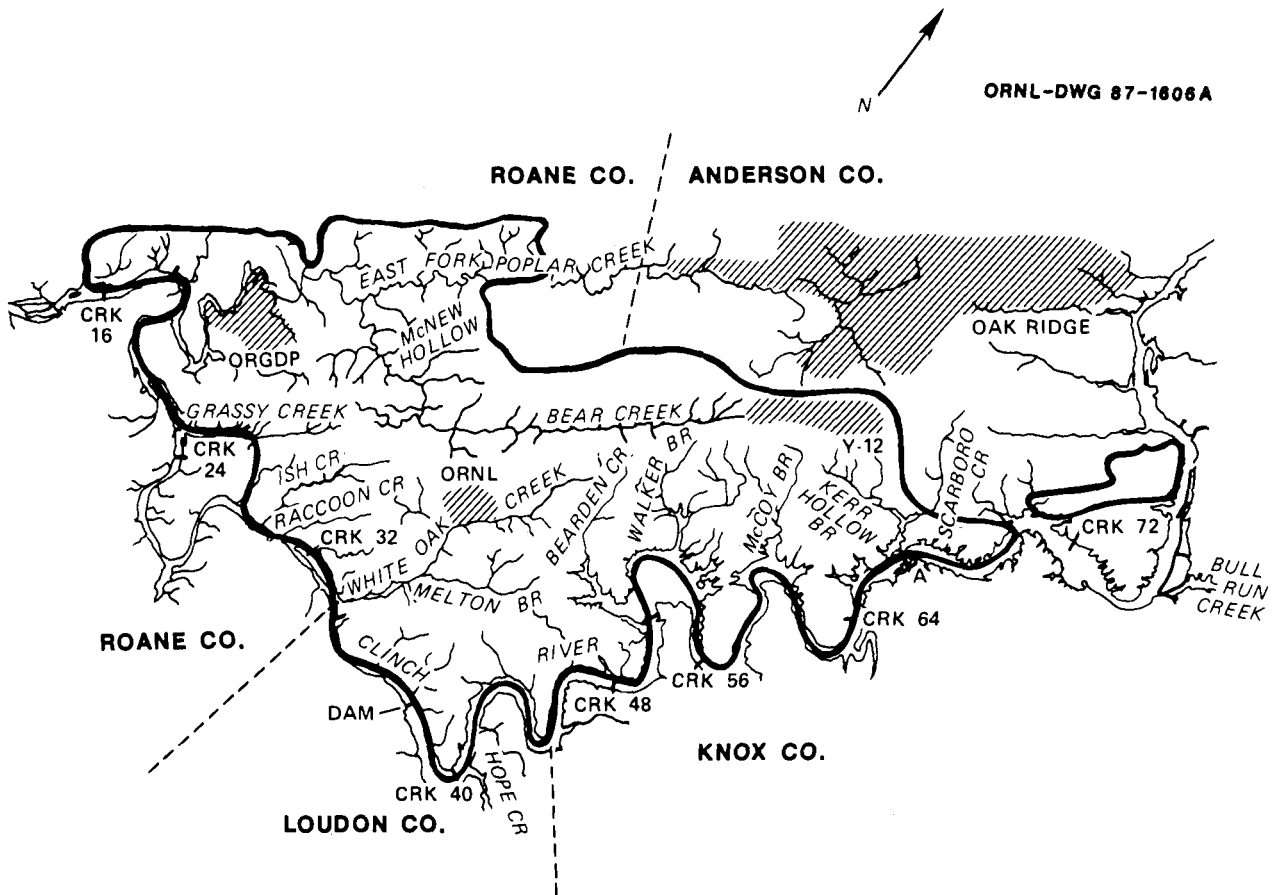 N
ORNL-DWG 87-1606A
ROANE CO.
ANDERSON CO.
EAST FORK POPLAR CREEK
CRK
16
McNEW
HOLLOW
OAK RIDGE
ORGDP
GRASSY CREEK
BEAR CREEK
CRK
24
ISH CR
ORNL
Y-12
RACCOON CR
CRK 32
WHITE OAK CREEK
BEARDEN CR
WALKER BR
McCOY BR
KERR
HOLLOW
BR
SCARBORO
CR
CRK 72
A
BULL
RUN
CREEK
MELTON BR
CRK 64
ROANE CO.
CLINCH RIVER
CRK 56
CRK 48
DAM
KNOX CO.
HOPE CR
CRK 40
LOUDON CO.